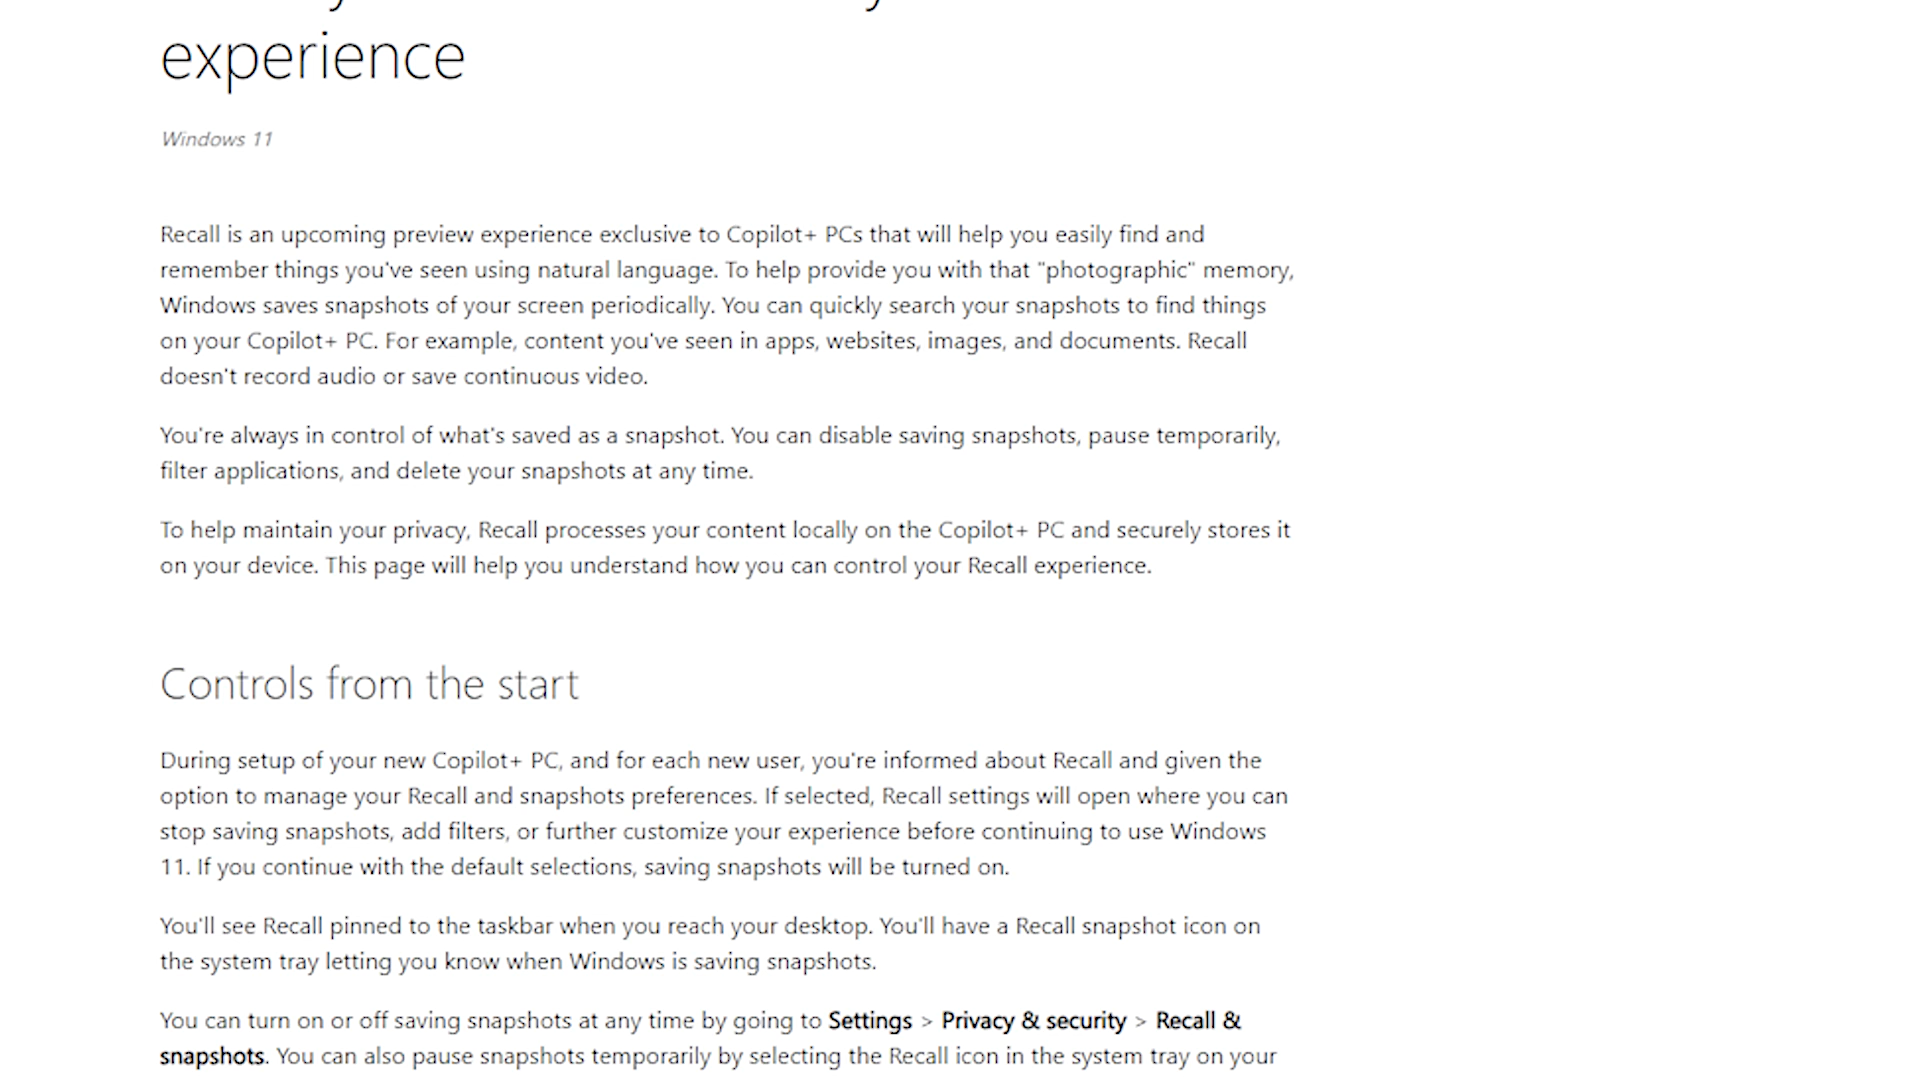 experience
Windows 11
Recall is an upcoming preview experience exclusive to Copilot+ PCs that will help you easily find and
remember things you've seen using natural language. To help provide you with that "photographic" memory,
Windows saves snapshots of your screen periodically. You can quickly search your snapshots to find things
on your Copilot+ PC. For example, content you've seen in apps, websites, images, and documents. Recall
doesn't record audio or save continuous video.
You're always in control of what's saved as a snapshot. You can disable saving snapshots, pause temporarily,
filter applications, and delete your snapshots at any time.
To help maintain your privacy, Recall processes your content locally on the Copilot+ PC and securely stores it
on your device. This page will help you understand how you can control your Recall experience.
Controls from the start
During setup of your new Copilot+ PC, and for each new user, you're informed about Recall and given the
option to manage your Recall and snapshots preferences. If selected, Recall settings will open where you can
stop saving snapshots, add filters, or further customize your experience before continuing to use Windows
11. If you continue with the default selections, saving snapshots will be turned on.
You'll see Recall pinned to the taskbar when you reach your desktop. You'll have a Recall snapshot icon on
the system tray letting you know when Windows is saving snapshots.
You can turn on or off saving snapshots at any time by going to Settings > Privacy & security > Recall &
snapshots. You can also pause snapshots temporarily by selecting the Recall icon in the system tray on your